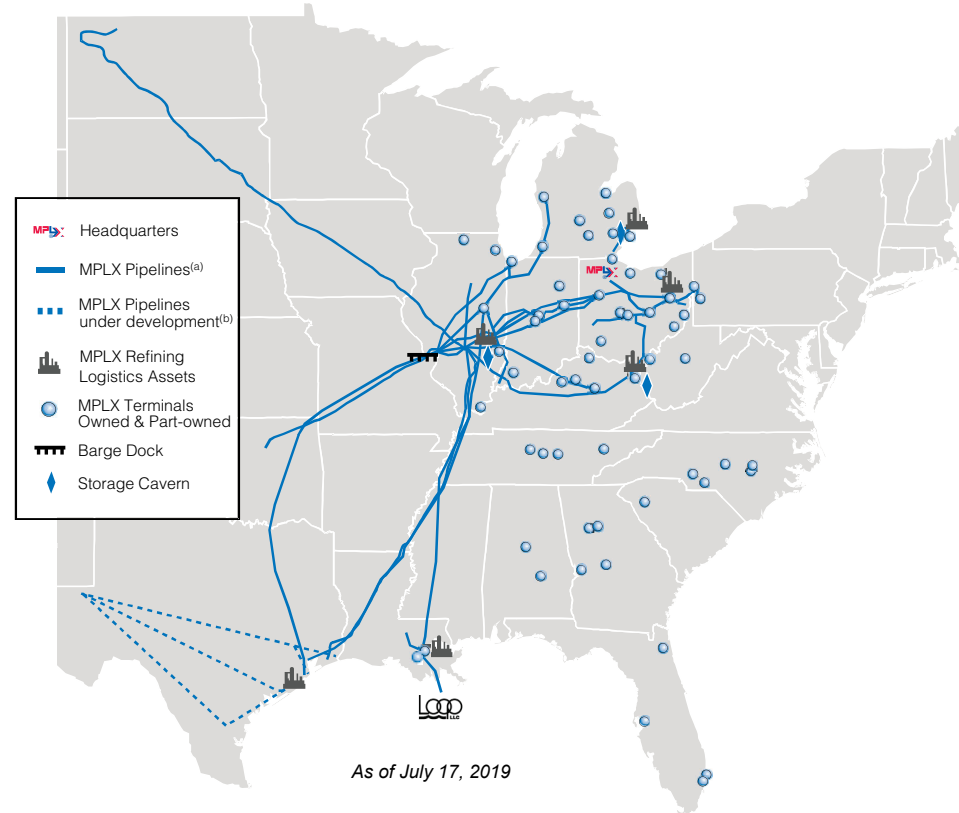 MPLX Headquarters
MPLX Pipelines(a)
MPLX Pipelines
under development(b)
MPLX Refining
Logistics Assets
MPLX Terminals
Owned & Part-owned
Barge Dock
Storage Cavern
MPLX
LOOP
LLC
As of July 17, 2019